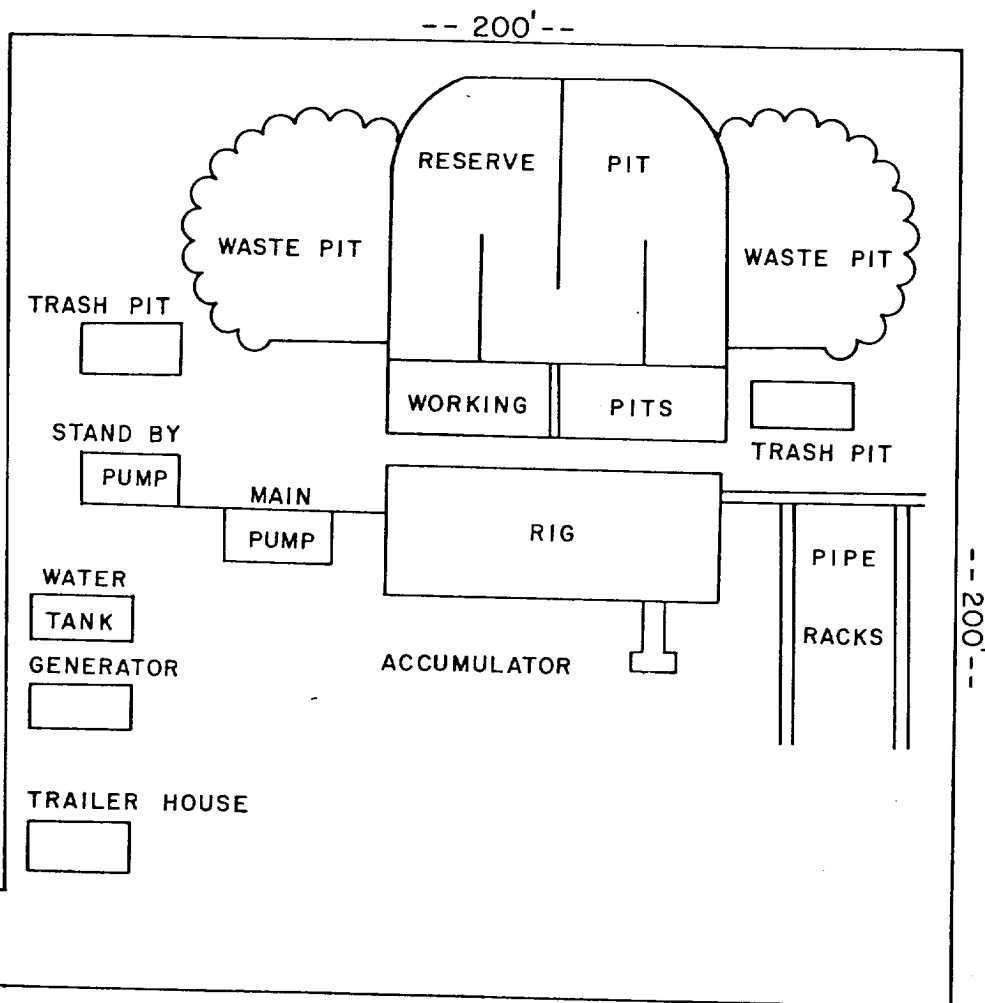 -- 200' --
RESERVE PIT
WASTE PIT
WASTE PIT
TRASH PIT
WORKING PITS
STAND BY
PUMP
TRASH PIT
MAIN
PUMP
RIG
PIPE
RACKS
WATER
TANK
GENERATOR
ACCUMULATOR
-- 200' --
TRAILER HOUSE